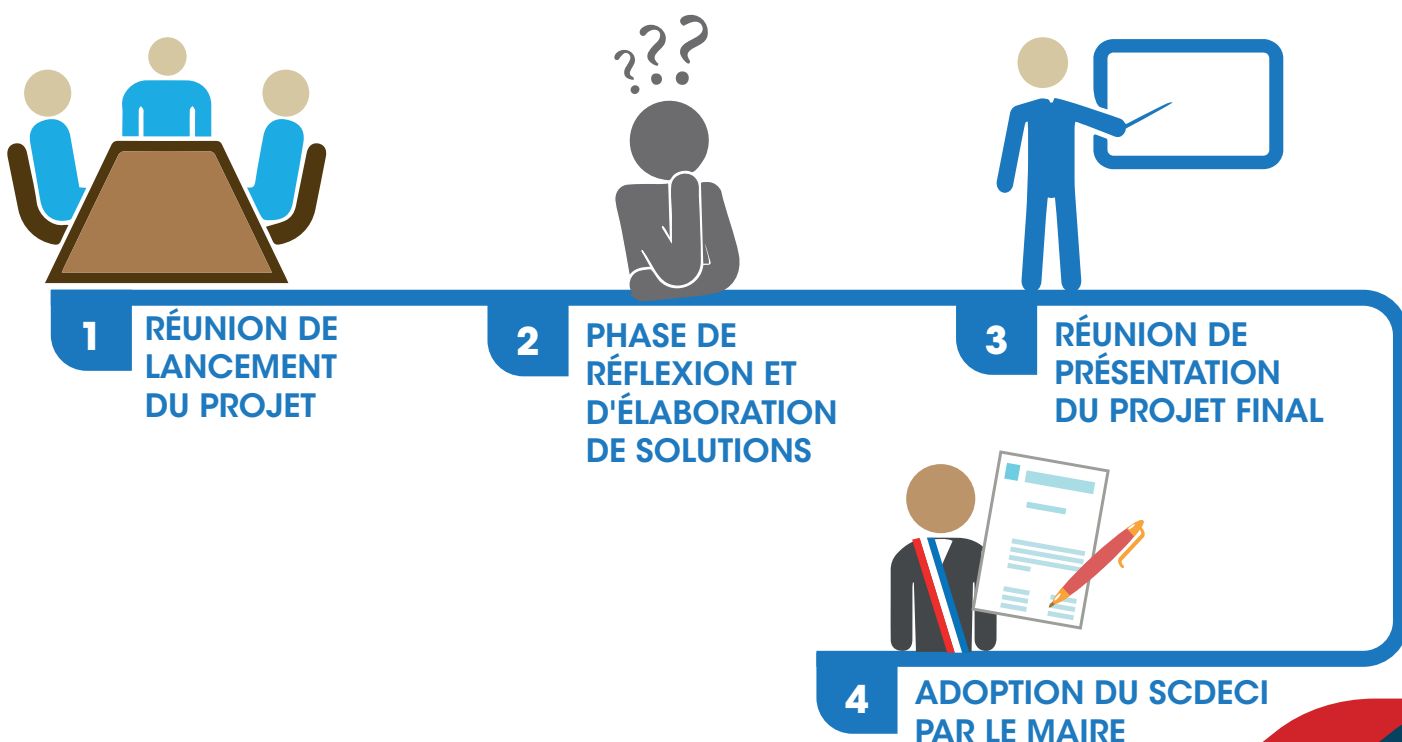 ???
1
RÉUNION DE
LANCEMENT
DU PROJET
2
PHASE DE
RÉFLEXION ET
D'ÉLABORATION
DE SOLUTIONS
3
RÉUNION DE
PRÉSENTATION
DU PROJET FINAL
4
ADOPTION DU SCDECI
PAR LE MAIRE